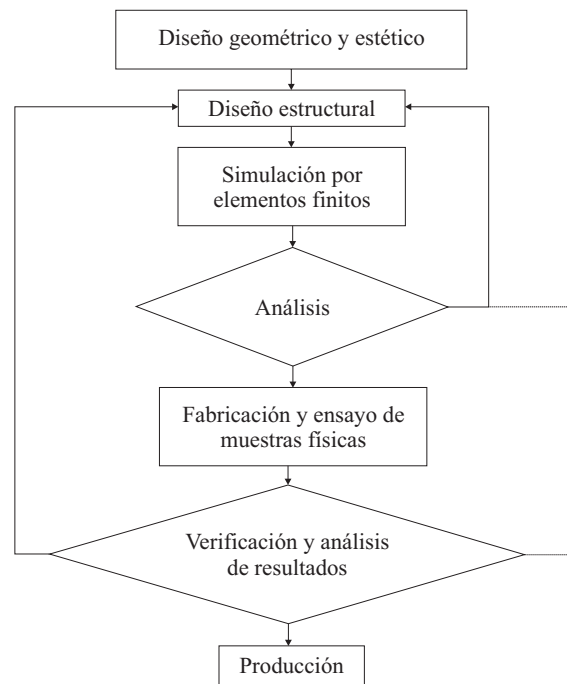 Diseño geométrico y estético
Diseño estructural
Simulación por
elementos finitos
Análisis
Fabricación y ensayo de
muestras físicas
Verificación y análisis
de resultados
Producción